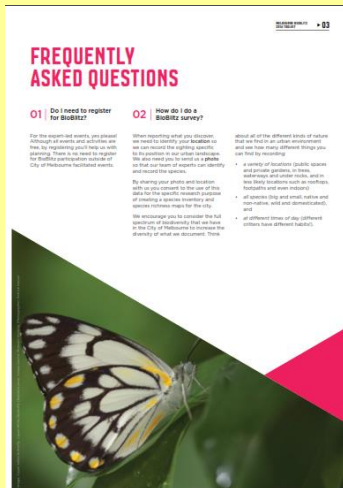 MELBOURNE BIOBLITZ
03
FREQUENTLY
ASKED QUESTIONS
01 Do I need to register
for BioBlitz?
For the expert-led events, yes please!
Although all events and activities are
free, by registering you'll help us with
planning. There is no need to register
for BioBlitz participation outside of
City of Melbourne facilitated events.
02 How do I do a
BioBlitz survey?
When reporting what you discover,
we need to identify your location so
we can record the sighting specific
to its position in our urban landscape.
We also need you to send us a photo
so that our team of experts can identify
and record the species.
By sharing your photo and location
with us you consent to the use of this
data for the specific research purpose
of creating a species inventory and
species richness maps for the city.
We encourage you to consider the full
spectrum of biodiversity that we have
in the City of Melbourne to increase the
diversity of what we document. Think
about all of the different kinds of nature
that we find in an urban environment
and see how many different things you
can find by recording:
• a variety of locations (public spaces
and private gardens, in trees,
waterways and under rocks, and in
less likely locations such as rooftops,
footpaths and even indoors)
• all species (big and small, native and
non-native, wild and domesticated);
and
• at different times of day (different
critters have different habits!).